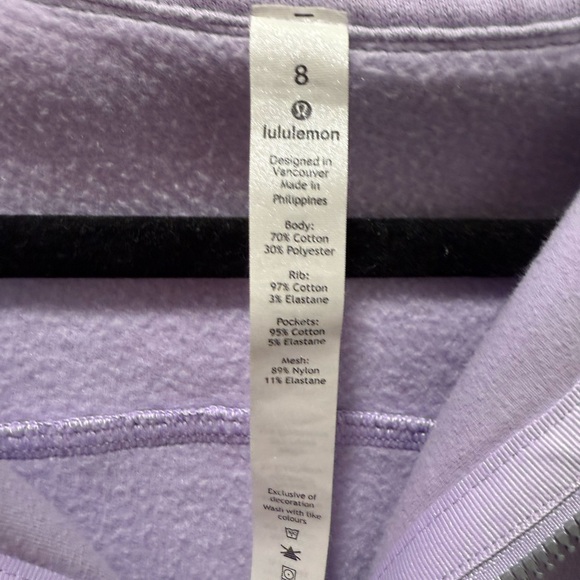 8
lululemon
Designed in
Vancouver
Made in
Philippines
Body:
70% Cotton
30% Polyester
Rib:
97% Cotton
3% Elastane
Pockets:
95% Cotton
5% Elastane
Mesh:
89% Nylon
11% Elastane
Exclusive of
decoration
Wash with like
colours